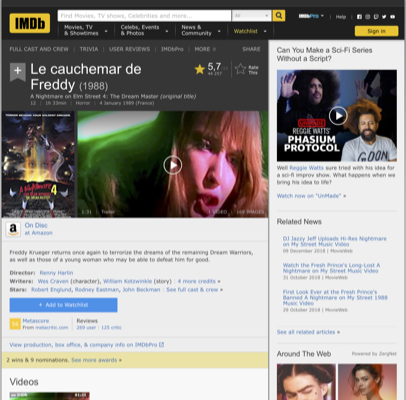 IMDb
Find Movies, TV shows, Celebrities and more...
All
IMDbPro
Help
Movies, TV
& Showtimes
Celebs, Events
& Photos
News &
Community
Watchlist
Sign in
FULL CAST AND CREW | TRIVIA | USER REVIEWS | IMDbPro | MORE
SHARE
Le cauchemar de
Freddy (1988)
A Nightmare on Elm Street 4: The Dream Master (original title)
12 | 1h 33min | Horror | 4 January 1989 (France)
5,7
Rate
This
1:31 | Trailer
1 VIDEO
On Disc
at Amazon
Freddy Krueger returns once again to terrorize the dreams of the remaining Dream Warriors,
as well as those of a young woman who may be able to defeat him for good.
Director: Renny Harlin
Writers: Wes Craven (character), William Kotzwinkle (story) | 4 more credits »
Stars: Robert Englund, Rodney Eastman, John Beckman | See full cast & crew »
+ Add to Watchlist
Metascore
From metacritic.com
Reviews
269 user | 125 critic
View production, box office, & company info on IMDbPro
2 wins & 9 nominations. See more awards »
Videos
Can You Make a Sci-Fi Series
Without a Script?
REGGIE WATTS'
PHASIUM
PROTOCOL
Well Reggie Watts sure tried with his idea for
a sci-fi improv show. What happens when we
bring his idea to life?
Watch now on "UnMade" »
Related News
DJ Jazzy Jeff Uploads Hi-Res Nightmare
on My Street Music Video
06 December 2018 | MovieWeb
Watch the Fresh Prince's Long-Lost A
Nightmare on My Street Music Video
31 October 2018 | MovieWeb
First Look Ever at the Fresh Prince's
Banned A Nightmare on My Street 1988
Music Video
29 October 2018 | MovieWeb
See all related articles »
Around The Web
Powered by ZergNet